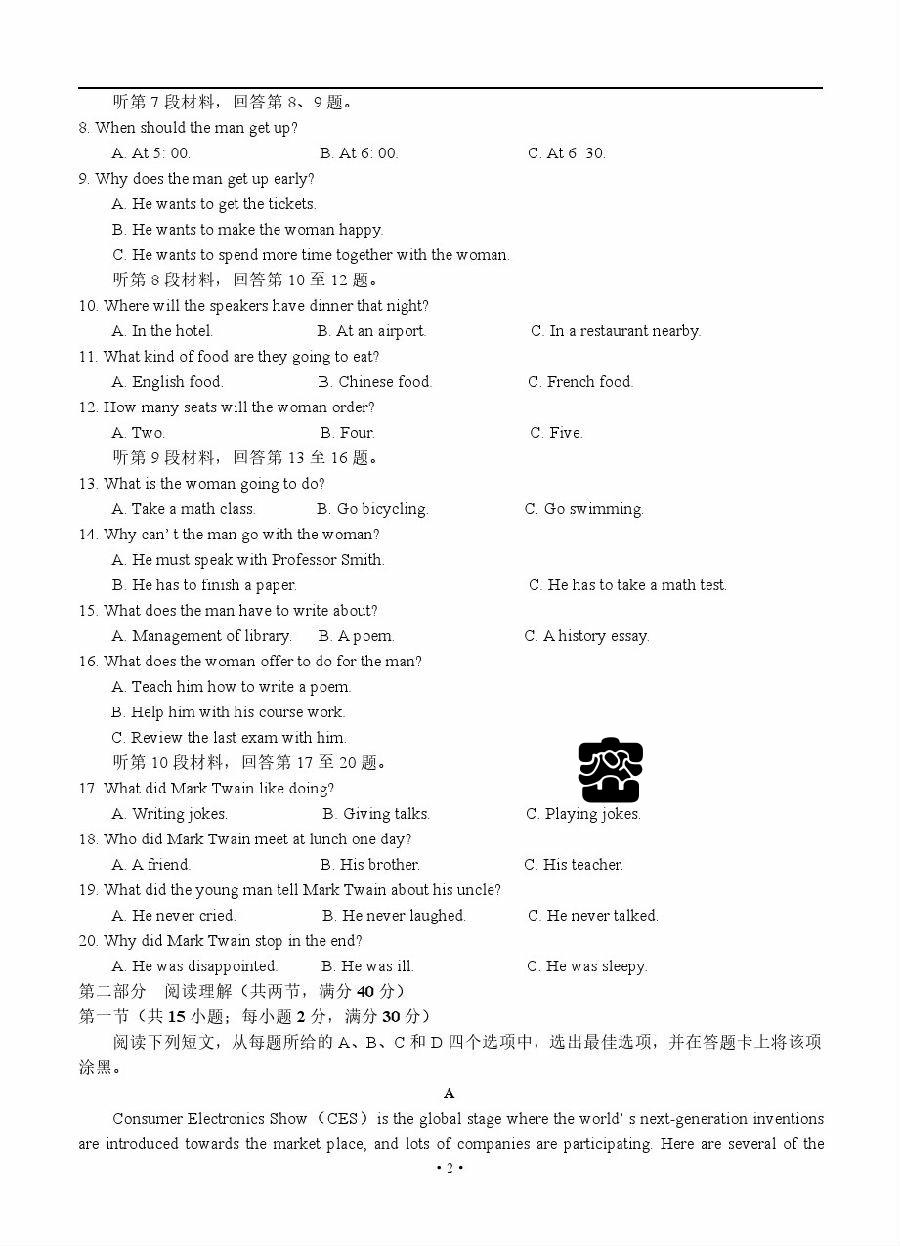 听第 7 段材料，回答第 8、9 题。
8. When should the man get up?
A. At 5: 00. B. At 6: 00. C. At 6 30.
9. Why does the man get up early?
A. He wants to get the tickets.
B. He wants to make the woman happy.
C. He wants to spend more time together with the woman.
听第 8 段材料，回答第 10 至 12 题。
10. Where will the speakers have dinner that night?
A. In the hotel. B. At an airport. C. In a restaurant nearby.
11. What kind of food are they going to eat?
A. English food. B. Chinese food. C. French food.
12. How many seats will the woman order?
A. Two. B. Four. C. Five.
听第 9 段材料，回答第 13 至 16 题。
13. What is the woman going to do?
A. Take a math class. B. Go bicycling. C. Go swimming.
14. Why can’ t the man go with the woman?
A. He must speak with Professor Smith.
B. He has to finish a paper. C. He has to take a math test.
15. What does the man have to write about?
A. Management of library. B. A poem. C. A history essay.
16. What does the woman offer to do for the man?
A. Teach him how to write a poem.
B. Help him with his course work.
C. Review the last exam with him.
听第 10 段材料，回答第 17 至 20 题。
17 What did Mark Twain like doing?
A. Writing jokes. B. Giving talks. C. Playing jokes.
18. Who did Mark Twain meet at lunch one day?
A. A friend. B. His brother. C. His teacher.
19. What did the young man tell Mark Twain about his uncle?
A. He never cried. B. He never laughed. C. He never talked.
20. Why did Mark Twain stop in the end?
A. He was disappointed. B. He was ill. C. He was sleepy.
第二部分 阅读理解（共两节，满分 40 分）
第一节（共 15 小题；每小题 2 分，满分 30 分）
阅读下列短文，从每题所给的 A、B、C 和 D 四个选项中，选出最佳选项，并在答题卡上将该项
涂黑。
A
Consumer Electronics Show（CES）is the global stage where the world’ s next-generation inventions
are introduced towards the market place, and lots of companies are participating. Here are several of the
• 2 •